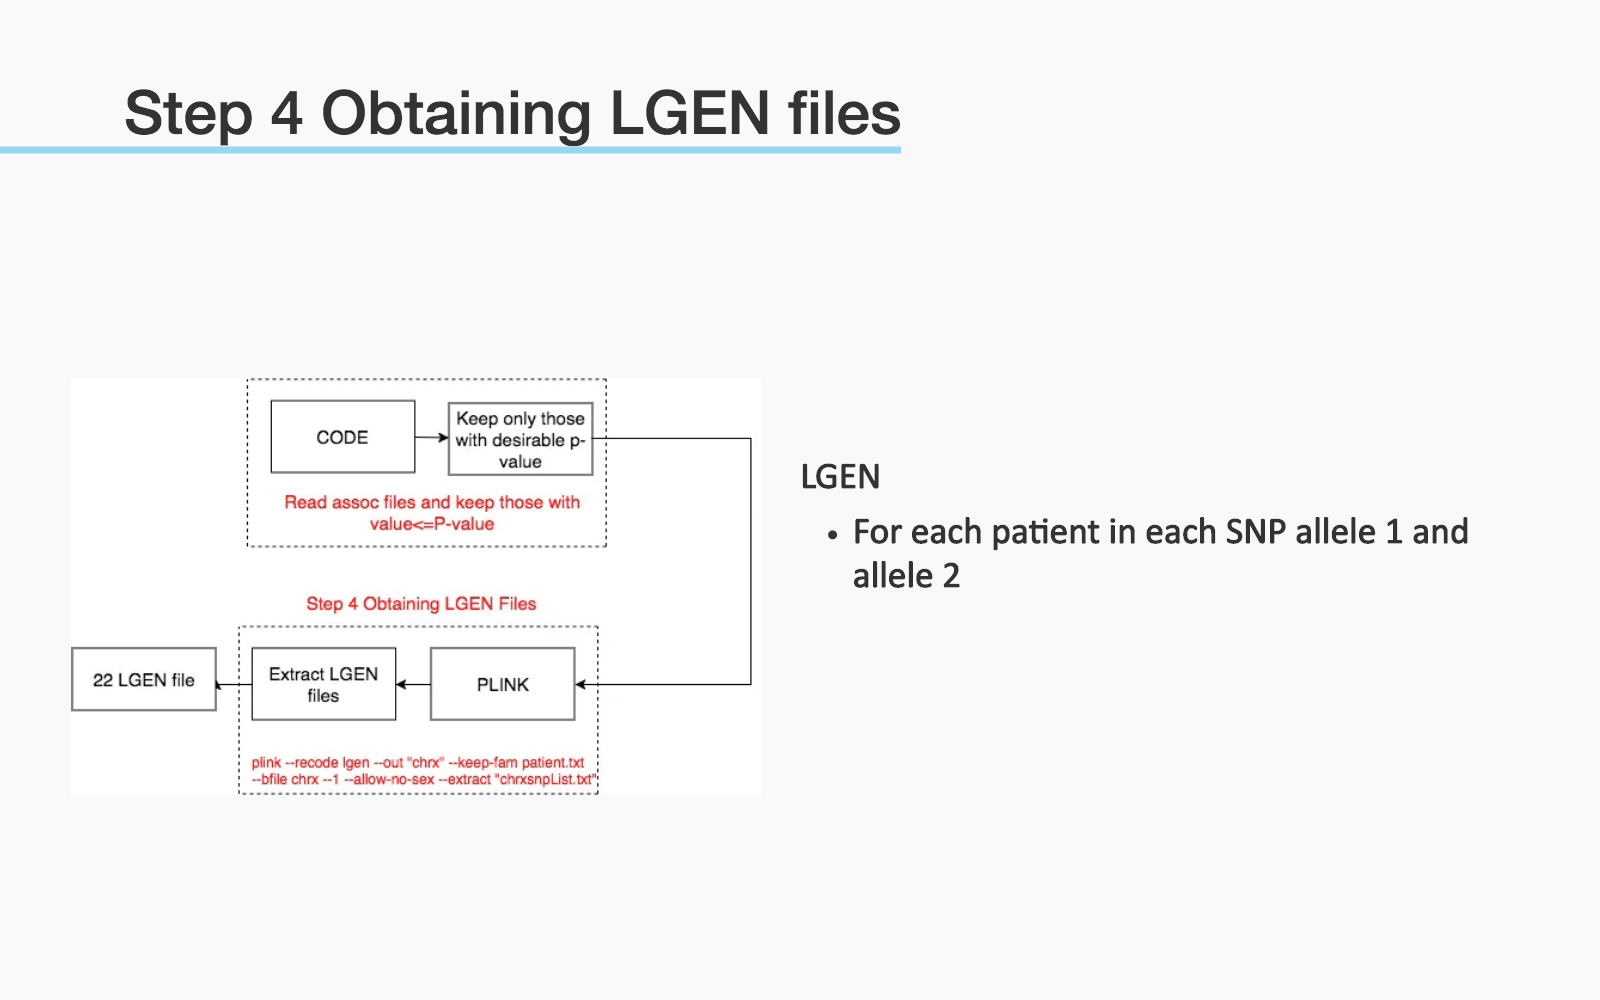 Step 4 Obtaining LGEN files
CODE
Keep only those
with desirable p-
value
Read assoc files and keep those with
value<=P-value
Step 4 Obtaining LGEN Files
22 LGEN file
Extract LGEN
files
PLINK
plink --recode lgen --out "chrx" --keep-fam patient.txt
--bfile chrx --1 --allow-no-sex --extract "chrxsnpList.txt"
LGEN
• For each patient in each SNP allele 1 and
allele 2